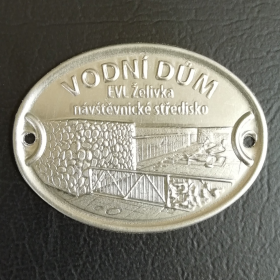 VODNÍ DŮM
EVL Želivka
návštěvnické středisko